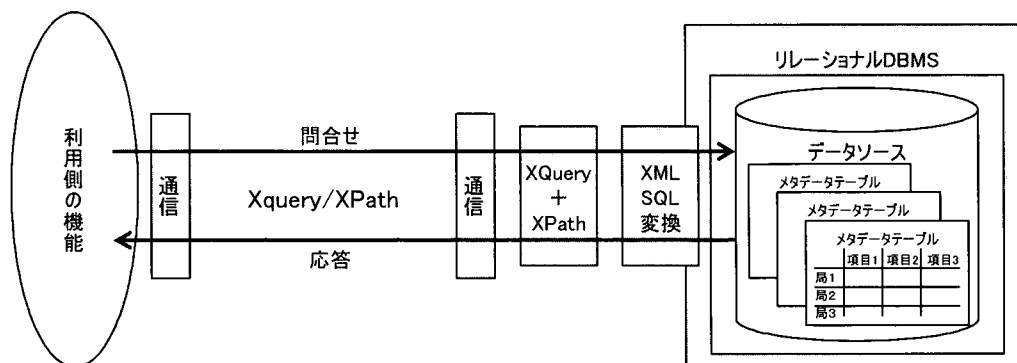 利用側の機能
通信
問合せ
Xquery/XPath
応答
通信
XQuery
+
XPath
XML
SQL
変換
リレーショナルDBMS
データソース
メタデータテーブル
メタデータテーブル
メタデータテーブル
項目1 項目2 項目3
局1
局2
局3